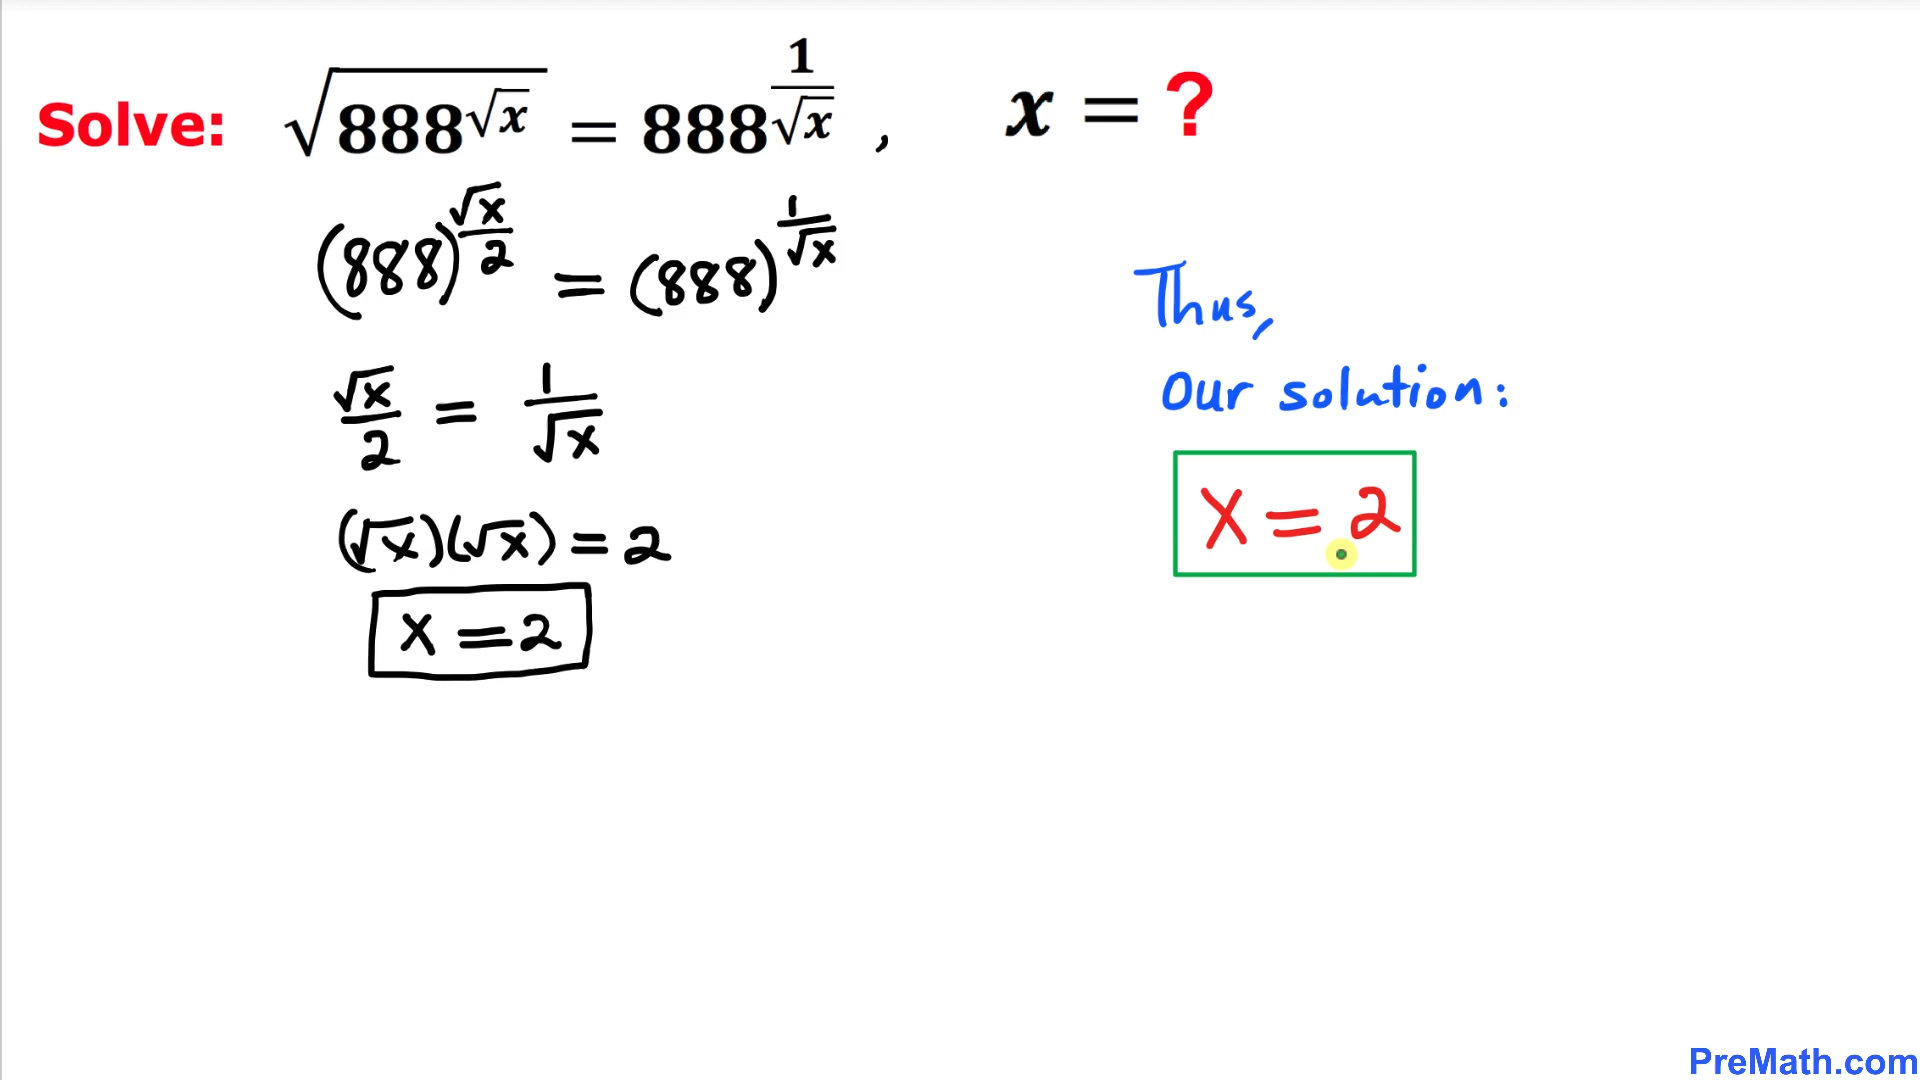 Solve: √(888^√x) = 888^(1/√x) , x = ?
(888)^(√x/2) = (888)^(1/√x)
√x/2 = 1/√x
(√x)(√x) = 2
x = 2
Thus,
Our solution:
X = 2
PreMath.com